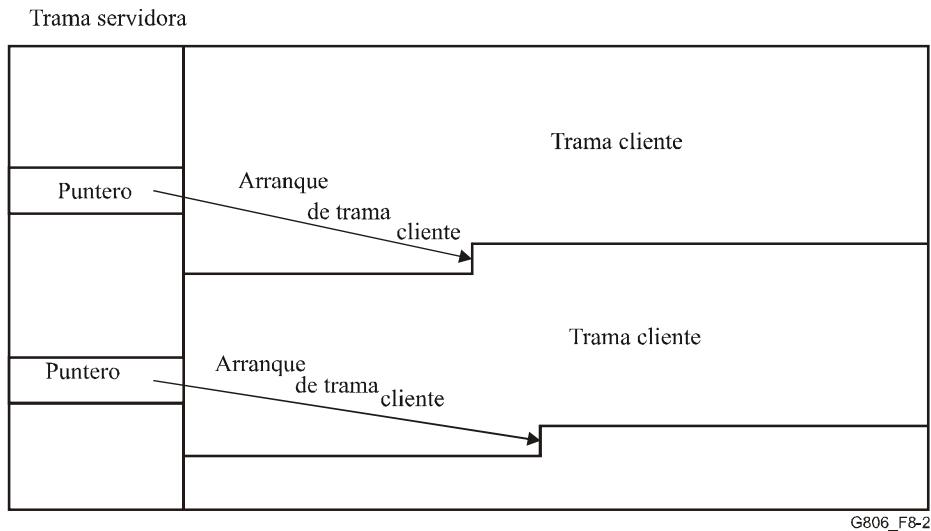 Trama servidora
Trama cliente
Puntero
Arranque
de trama
cliente
Trama cliente
Puntero
Arranque
de trama
cliente
G806_F8-2